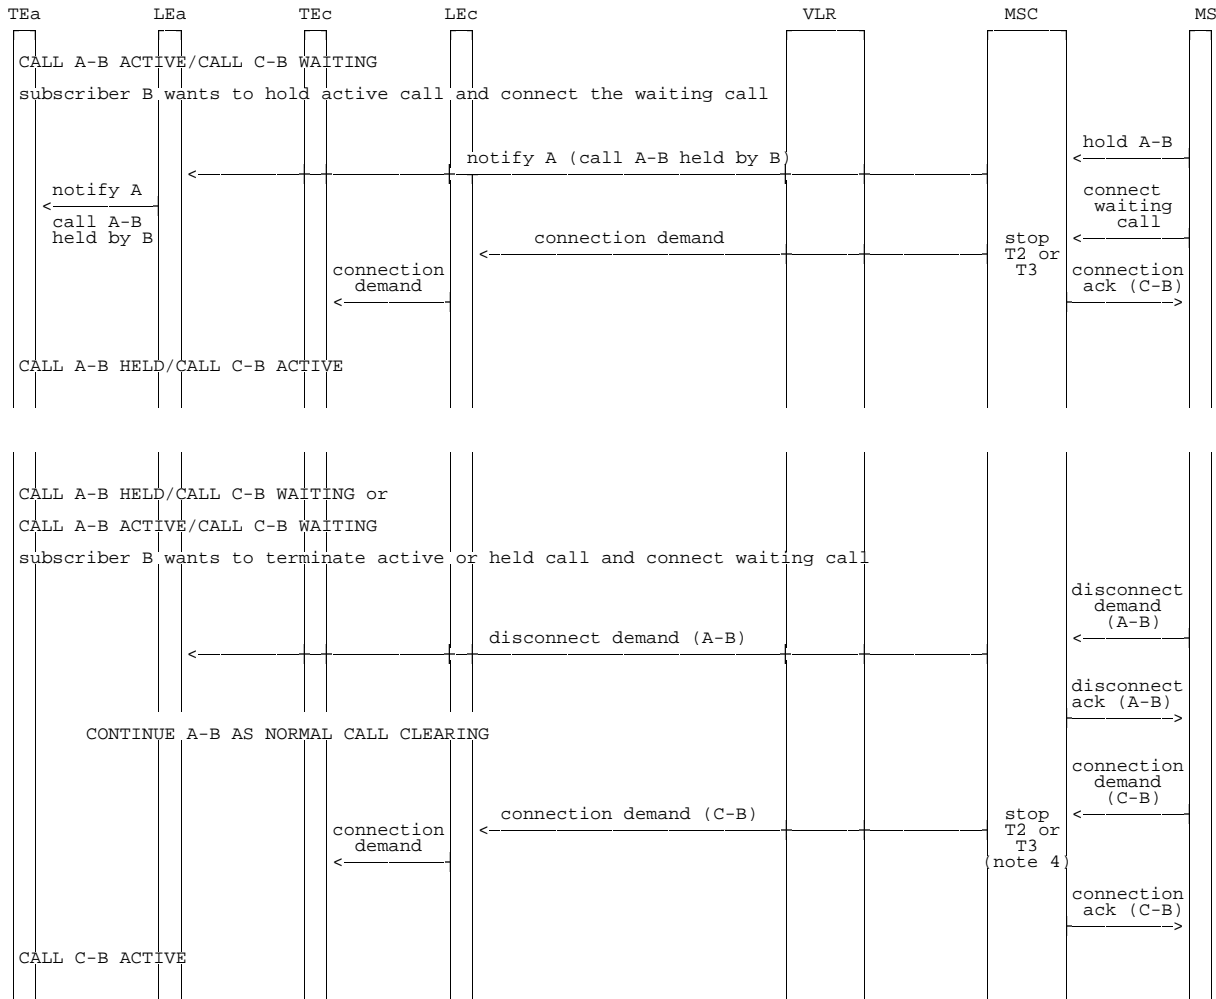 TEa LEa TEc LEc VLR MSC MS
CALL A-B ACTIVE/CALL C-B WAITING
subscriber B wants to hold active call and connect the waiting call
hold A-B
notify A (call A-B held by B)
notify A
call A-B
held by B
connect
waiting
call
connection demand
stop
T2 or
T3
connection
demand
connection
ack (C-B)
CALL A-B HELD/CALL C-B ACTIVE
CALL A-B HELD/CALL C-B WAITING or
CALL A-B ACTIVE/CALL C-B WAITING
subscriber B wants to terminate active or held call and connect waiting call
disconnect
demand
(A-B)
disconnect demand (A-B)
disconnect
ack (A-B)
CONTINUE A-B AS NORMAL CALL CLEARING
connection
demand
(C-B)
connection demand (C-B)
stop
T2 or
T3
(note 4)
connection
demand
connection
ack (C-B)
CALL C-B ACTIVE